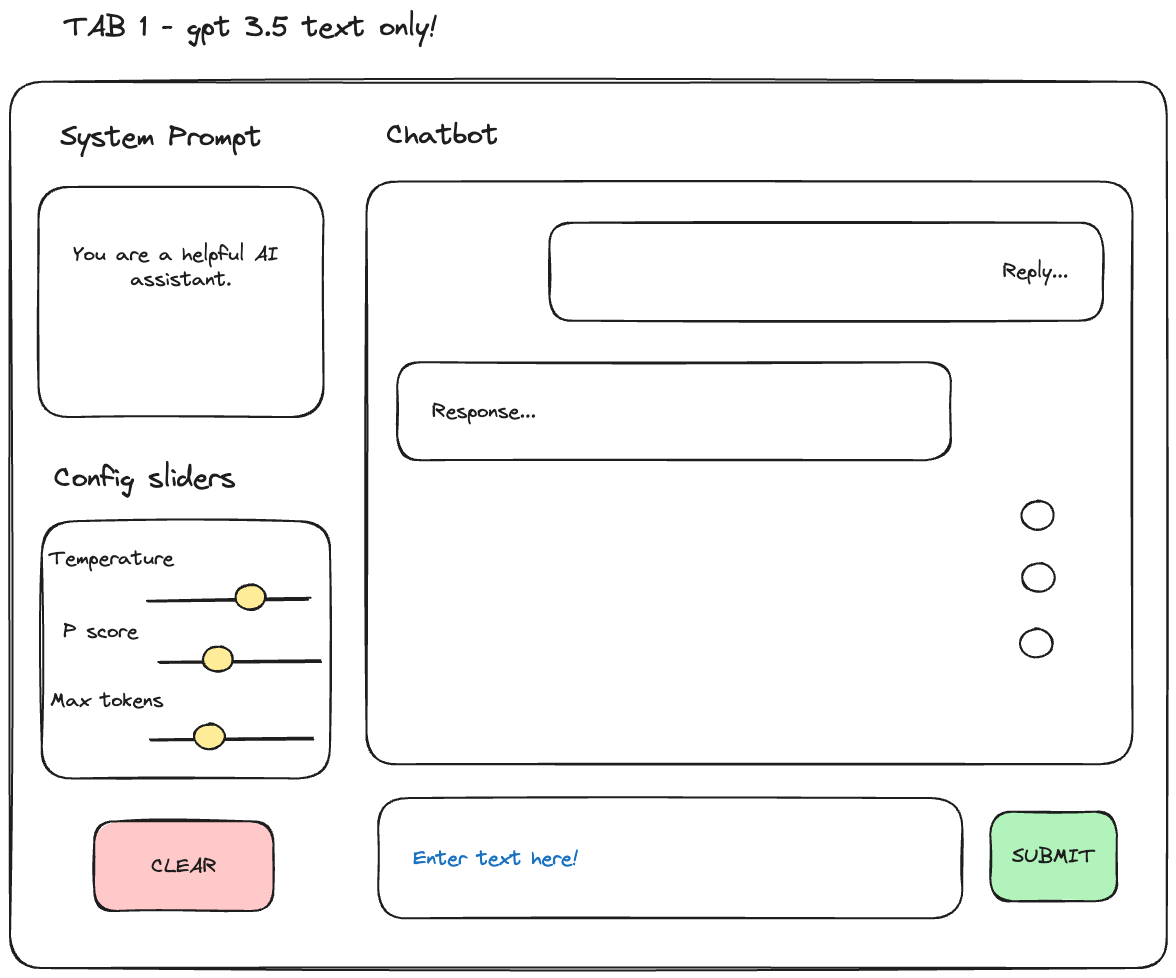 TAB 1 - gpt 3.5 text only!
System Prompt
You are a helpful AI
assistant.
Config sliders
Temperature
P score
Max tokens
CLEAR
Chatbot
Reply...
Response...
Enter text here!
SUBMIT